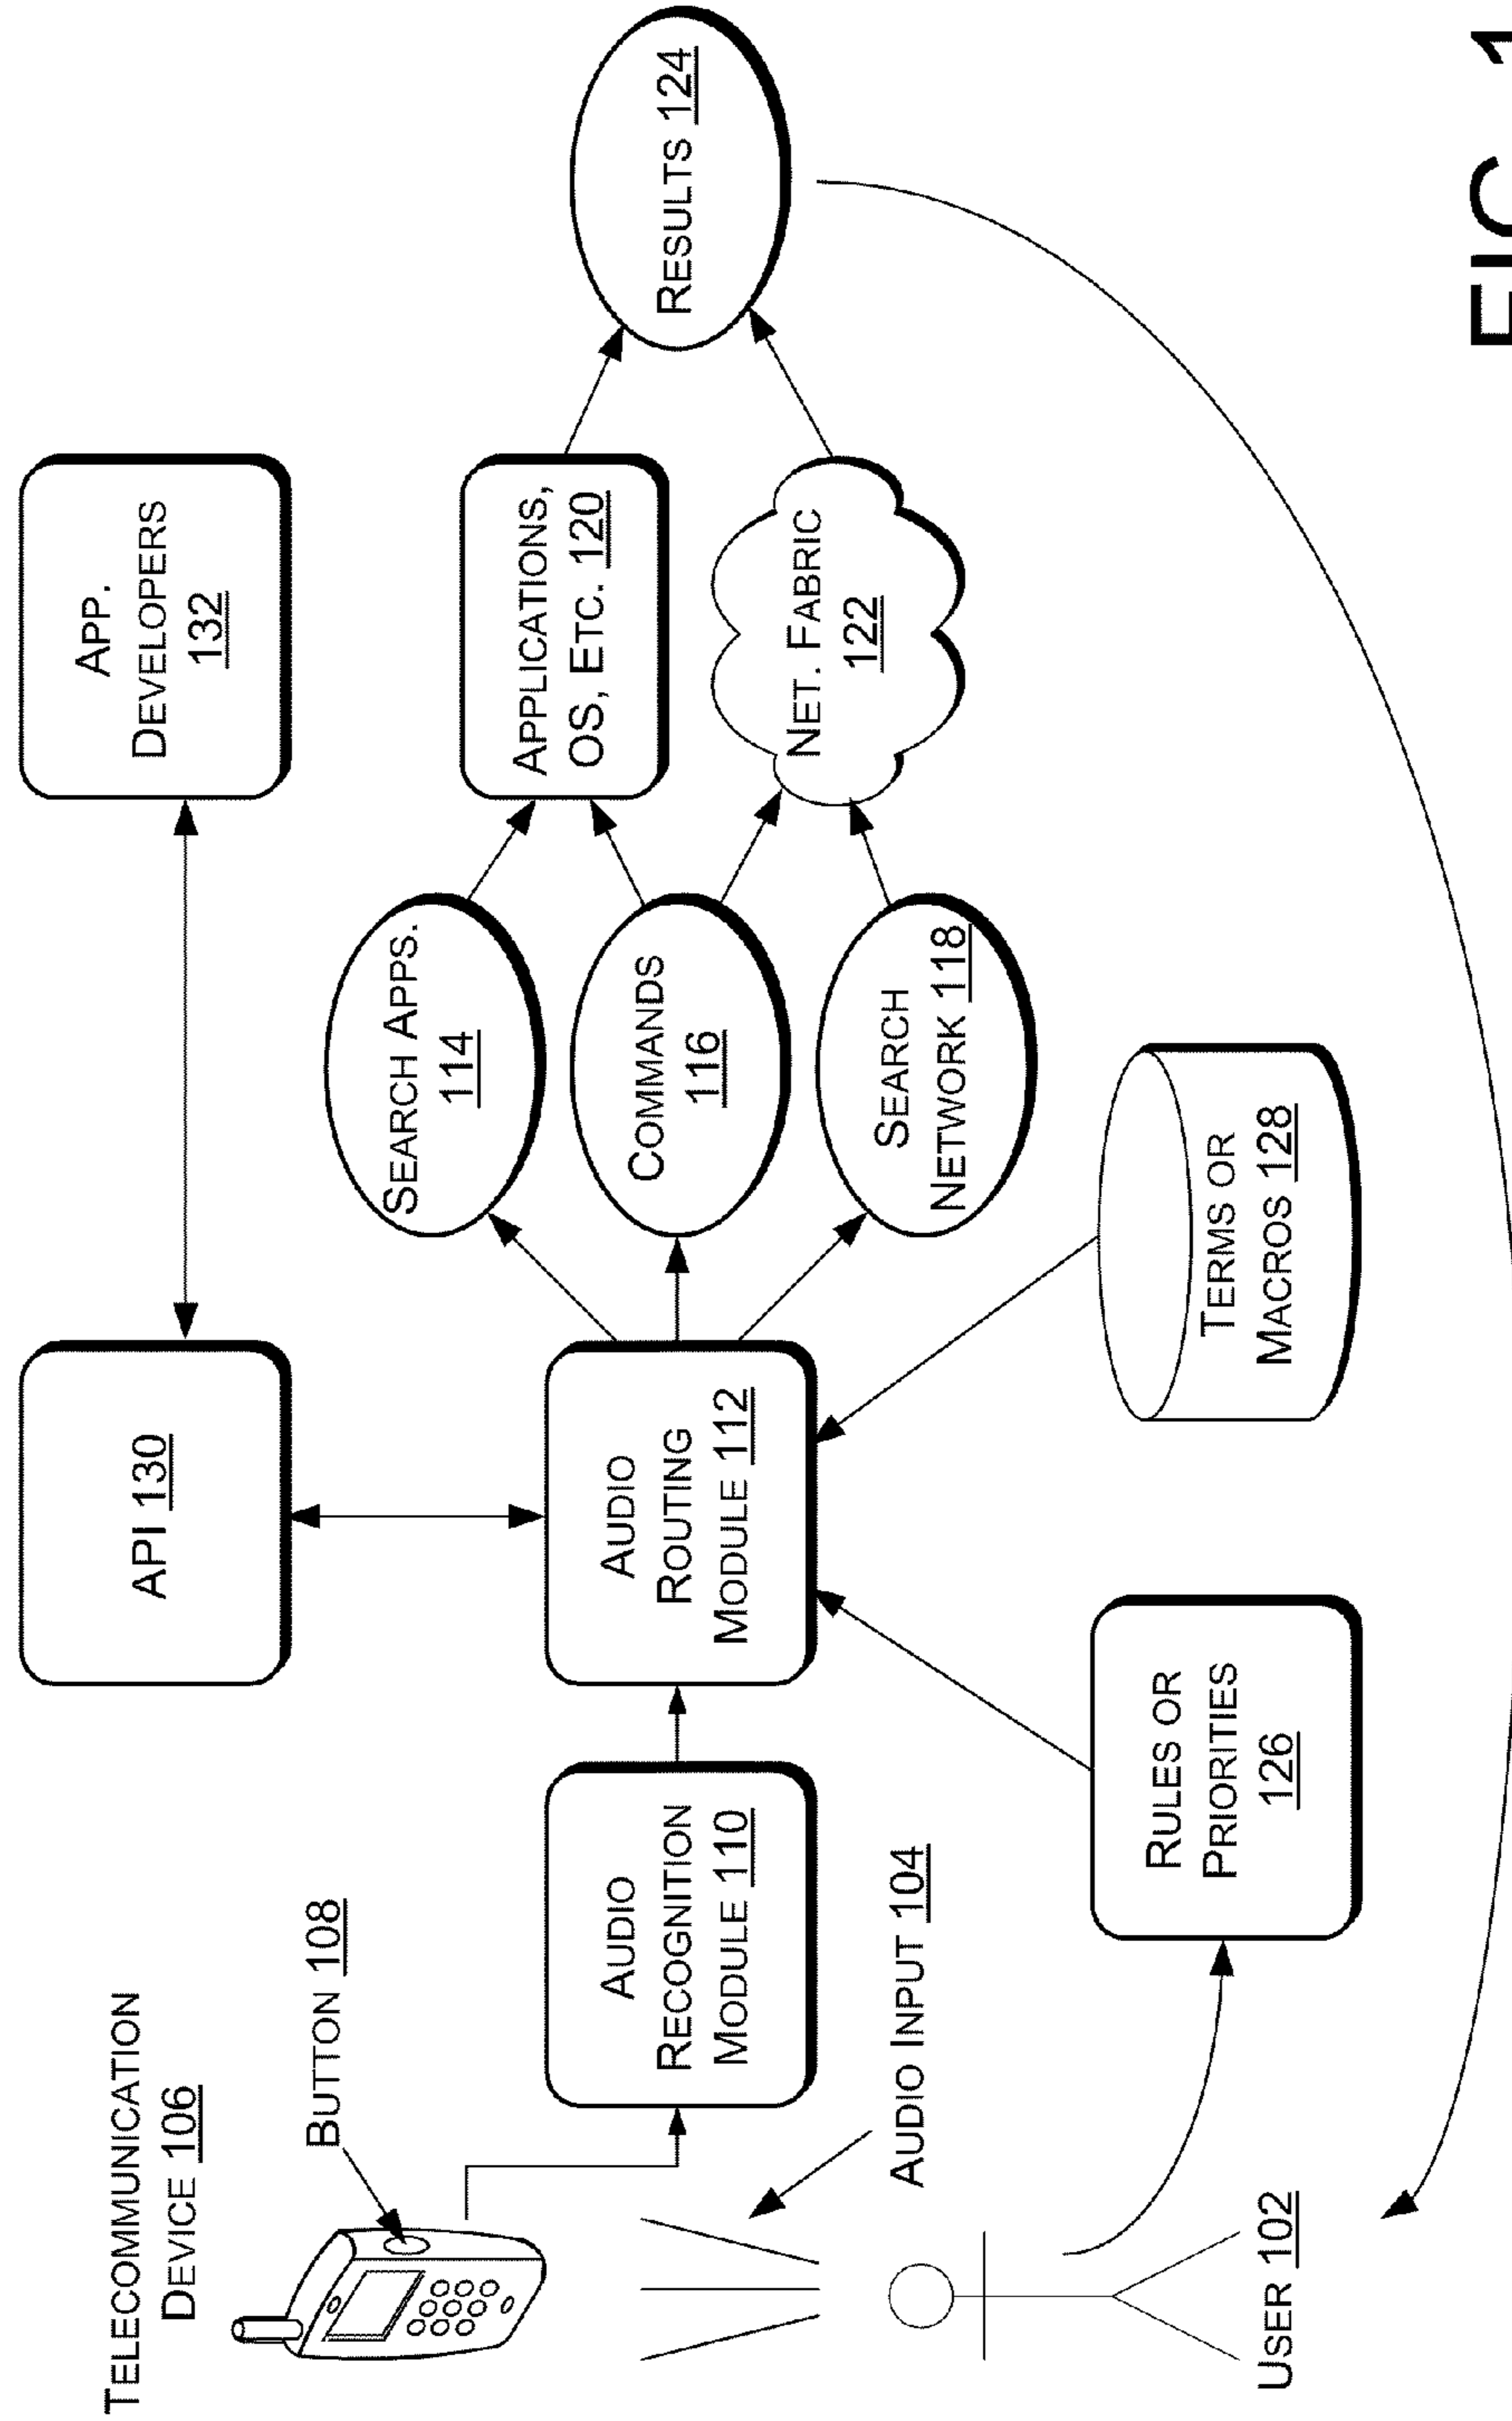 TELECOMMUNICATION
DEVICE 106
BUTTON 108
API 130
APP.
DEVELOPERS
132
AUDIO
RECOGNITION
MODULE 110
AUDIO
ROUTING
MODULE 112
SEARCH APPS.
114
COMMANDS
116
SEARCH
NETWORK 118
APPLICATIONS,
OS, ETC. 120
NET. FABRIC
122
RESULTS 124
AUDIO INPUT 104
USER 102
RULES OR
PRIORITIES
126
TERMS OR
MACROS 128